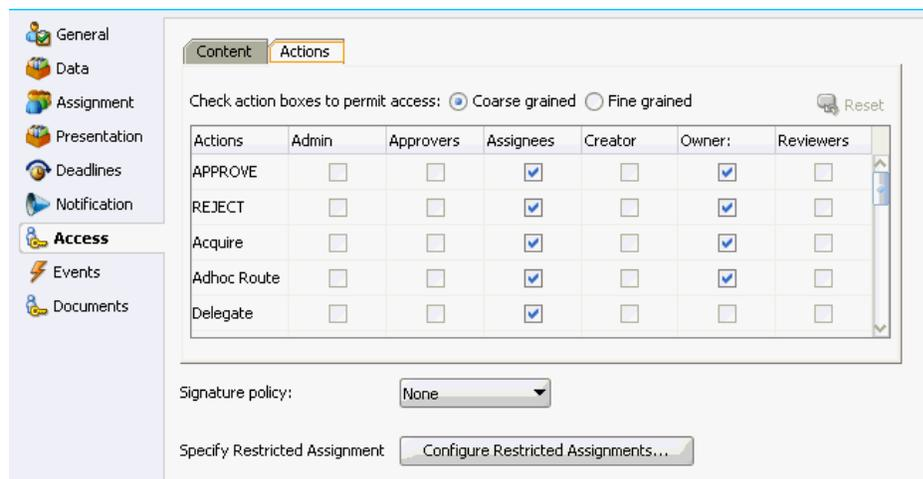 General
Data
Assignment
Presentation
Deadlines
Notification
Access
Events
Documents
Content Actions
Check action boxes to permit access: Coarse grained Fine grained Reset
Actions Admin Approvers Assignees Creator Owner: Reviewers
APPROVE
REJECT
Acquire
Adhoc Route
Delegate
Signature policy: None
Specify Restricted Assignment Configure Restricted Assignments...